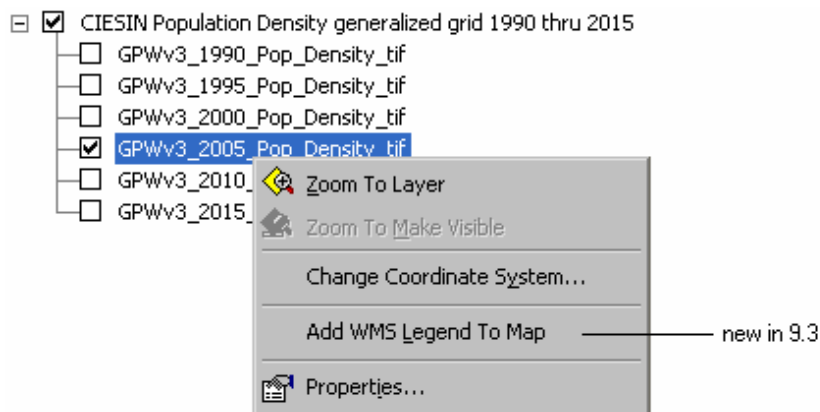 CIESIN Population Density generalized grid 1990 thru 2015
GPWv3_1990_Pop_Density_tif
GPWv3_1995_Pop_Density_tif
GPWv3_2000_Pop_Density_tif
GPWv3_2005_Pop_Density_tif
GPWv3_2010_
GPWv3_2015_
Zoom To Layer
Zoom To Make Visible
Change Coordinate System...
Add WMS Legend To Map
new in 9.3
Properties...